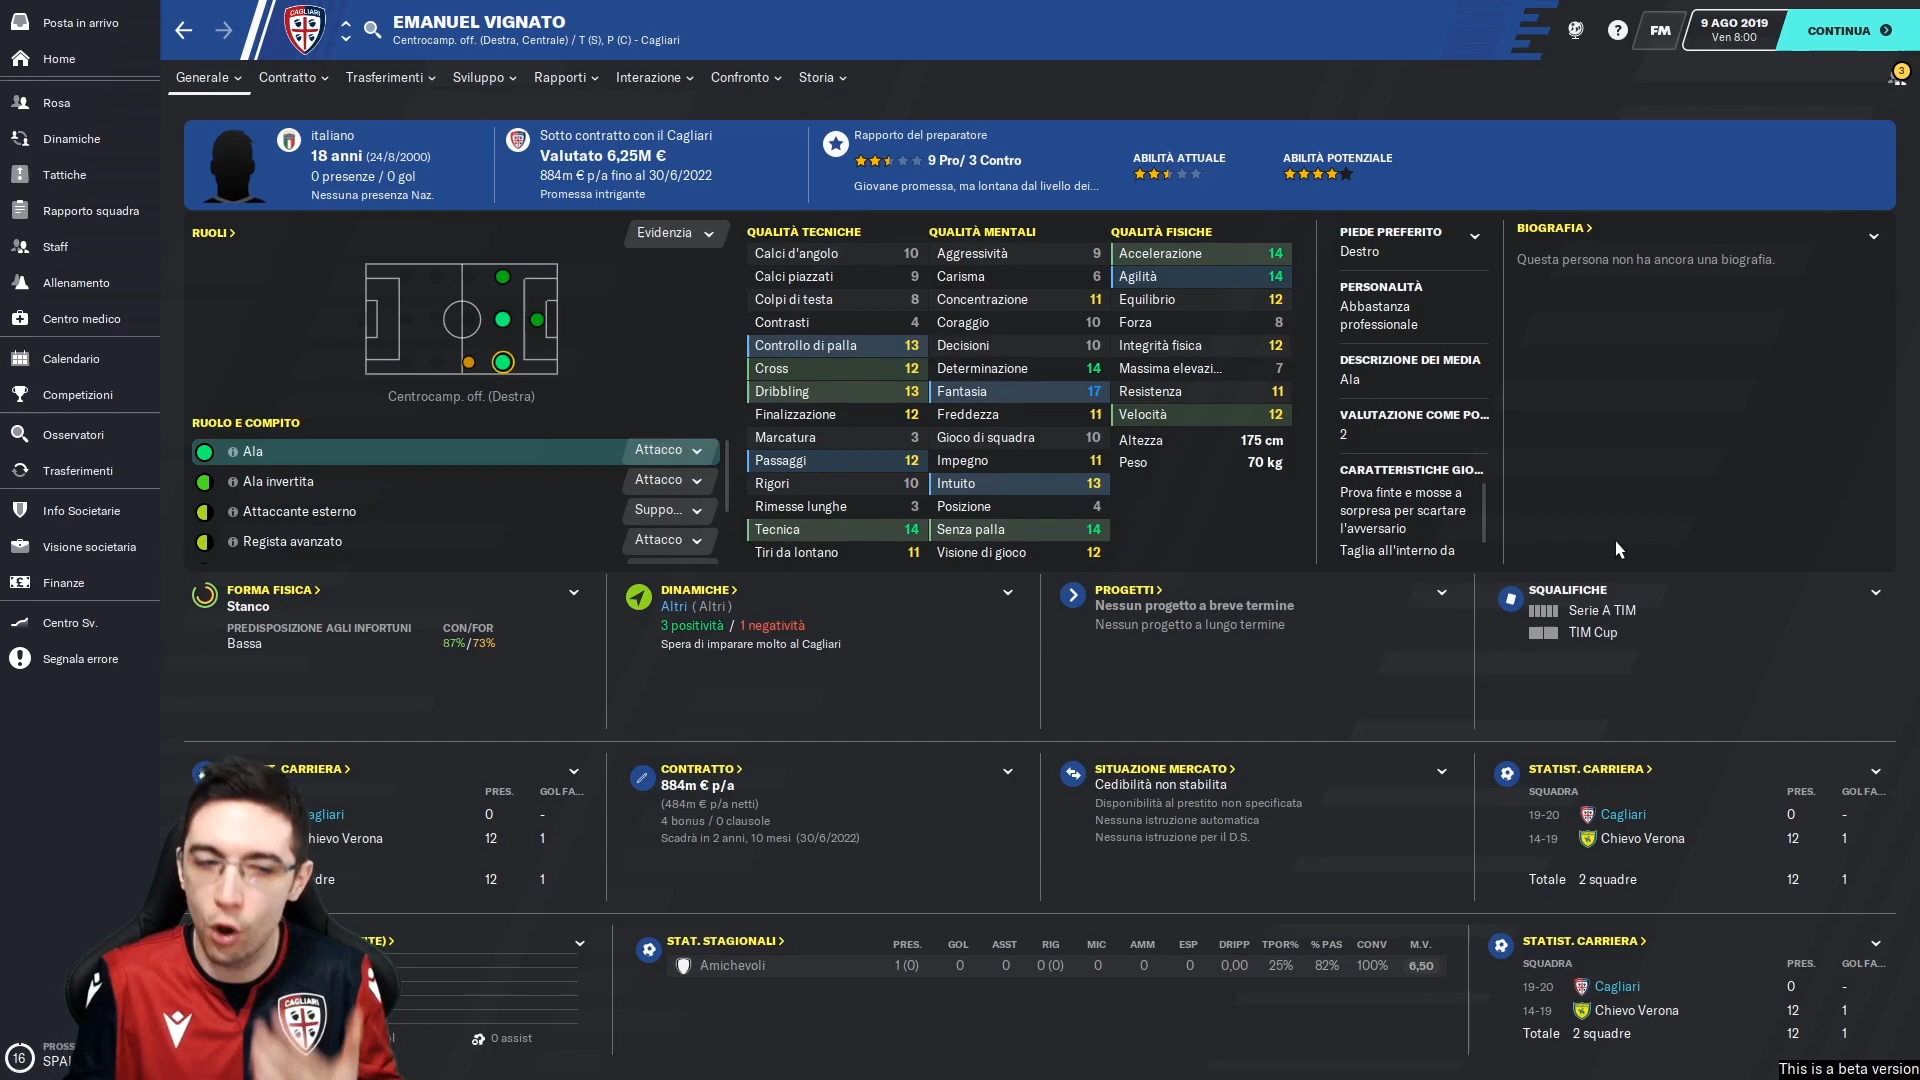 Posta in arrivo
Home
Rosa
Dinamiche
Tattiche
Rapporto squadra
Staff
Allenamento
Centro medico
Calendario
Competizioni
Osservatori
Trasferimenti
Info Societarie
Visione societaria
Finanze
Centro Sv.
Segnala errore
16
PROSS
SPAL
CAGLIARI
EMANUEL VIGNATO
Centrocamp. off. (Destra, Centrale) / T (S), P (C) - Cagliari
?
FM
9 AGO 2019
Ven 8:00
CONTINUA
Generale
Contratto
Trasferimenti
Sviluppo
Rapporti
Interazione
Confronto
Storia
3
italiano
18 anni (24/8/2000)
0 presenze / 0 gol
Nessuna presenza Naz.
Sotto contratto con il Cagliari
Valutato 6,25M €
884m € p/a fino al 30/6/2022
Promessa intrigante
Rapporto del preparatore
9 Pro/ 3 Contro
Giovane promessa, ma lontana dal livello dei...
ABILITÀ ATTUALE
ABILITÀ POTENZIALE
RUOLI >
Evidenzia
Centrocamp. off. (Destra)
RUOLO E COMPITO
Ala Attacco
Ala invertita Attacco
Attaccante esterno Suppo...
Regista avanzato Attacco
QUALITÀ TECNICHE
Calci d'angolo 10
Calci piazzati 9
Colpi di testa 8
Contrasti 4
Controllo di palla 13
Cross 12
Dribbling 13
Finalizzazione 12
Marcatura 3
Passaggi 12
Rigori 10
Rimesse lunghe 3
Tecnica 14
Tiri da lontano 11
QUALITÀ MENTALI
Aggressività 9
Carisma 6
Concentrazione 11
Coraggio 10
Decisioni 10
Determinazione 14
Fantasia 17
Freddezza 11
Gioco di squadra 10
Impegno 11
Intuito 13
Posizione 4
Senza palla 14
Visione di gioco 12
QUALITÀ FISICHE
Accelerazione 14
Agilità 14
Equilibrio 12
Forza 8
Integrità fisica 12
Massima elevazi... 7
Resistenza 11
Velocità 12
Altezza 175 cm
Peso 70 kg
PIEDE PREFERITO
Destro
PERSONALITÀ
Abbastanza
professionale
DESCRIZIONE DEI MEDIA
Ala
VALUTAZIONE COME PO...
2
CARATTERISTICHE GIO...
Prova finte e mosse a
sorpresa per scartare
l'avversario
Taglia all'interno da
BIOGRAFIA >
Questa persona non ha ancora una biografia.
FORMA FISICA >
Stanco
PREDISPOSIZIONE AGLI INFORTUNI CON/FOR
Bassa 87%/73%
DINAMICHE >
Altri ( Altri )
3 positività / 1 negatività
Spera di imparare molto al Cagliari
PROGETTI >
Nessun progetto a breve termine
Nessun progetto a lungo termine
SQUALIFICHE
Serie A TIM
TIM Cup
T. CARRIERA >
PRES. GOL FA...
agliari 0 -
hievo Verona 12 1
dre 12 1
CONTRATTO >
884m € p/a
(484m € p/a netti)
4 bonus / 0 clausole
Scadrà in 2 anni, 10 mesi (30/6/2022)
SITUAZIONE MERCATO >
Cedibilità non stabilita
Disponibilità al prestito non specificata
Nessuna istruzione automatica
Nessuna istruzione per il D.S.
STATIST. CARRIERA >
SQUADRA PRES. GOL FA...
19-20 Cagliari 0 -
14-19 Chievo Verona 12 1
Totale 2 squadre 12 1
TE) >
0 assist
STAT. STAGIONALI > PRES. GOL ASST RIG MIC AMM ESP DRIPP TPOR% % PAS CONV M.V.
Amichevoli 1 (0) 0 0 0 (0) 0 0 0 0,00 25% 82% 100% 6,50
STATIST. CARRIERA >
SQUADRA PRES. GOL FA...
19-20 Cagliari 0 -
14-19 Chievo Verona 12 1
Totale 2 squadre 12 1
CAGLIARI
This is a beta version